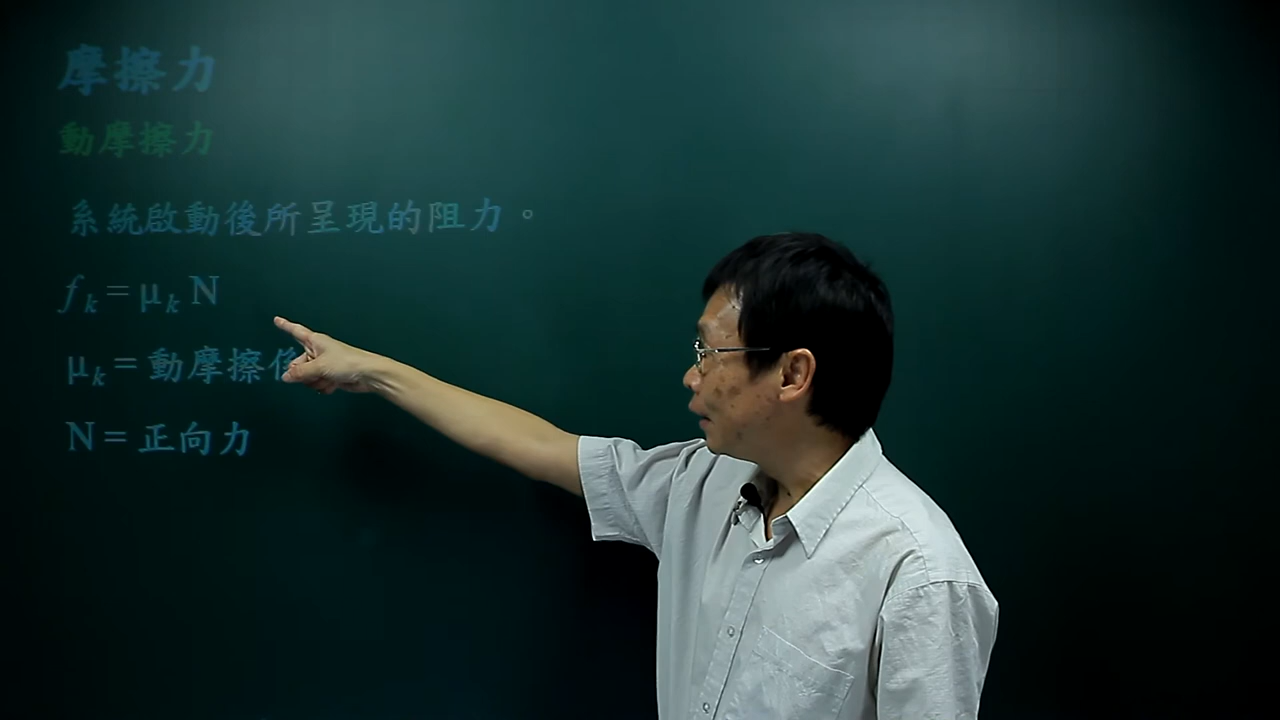 摩擦力
動摩擦力
系統啟動後所呈現的阻力。
fₖ = μₖ N
μₖ = 動摩擦係
N = 正向力